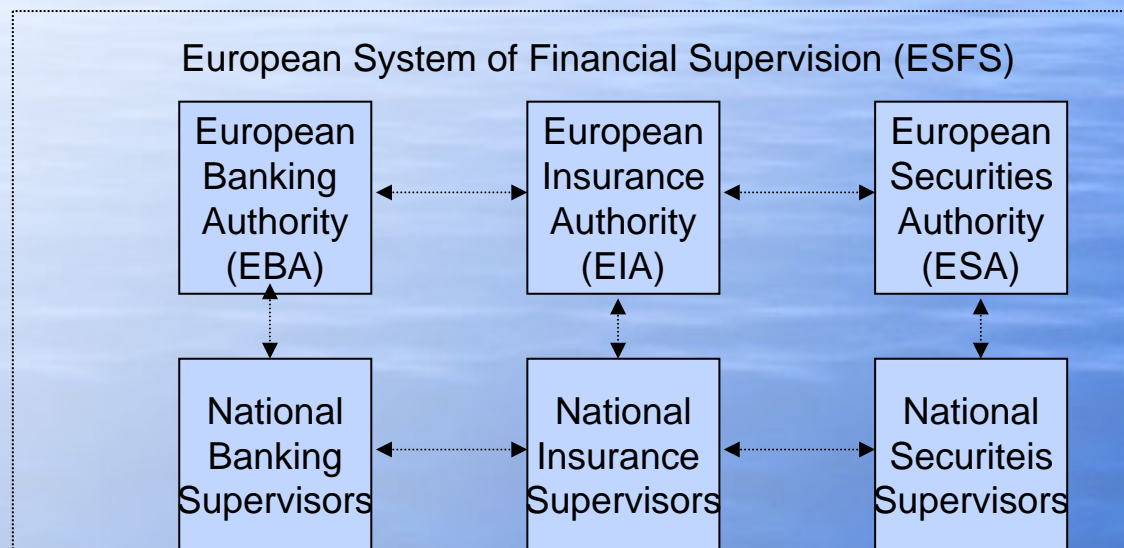 European System of Financial Supervision (ESFS)
European
Banking
Authority
(EBA)
European
Insurance
Authority
(EIA)
European
Securities
Authority
(ESA)
National
Banking
Supervisors
National
Insurance
Supervisors
National
Securiteis
Supervisors